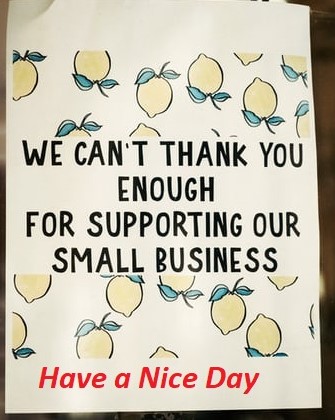 WE CAN'T THANK YOU
ENOUGH
FOR SUPPORTING OUR
SMALL BUSINESS
Have a Nice Day